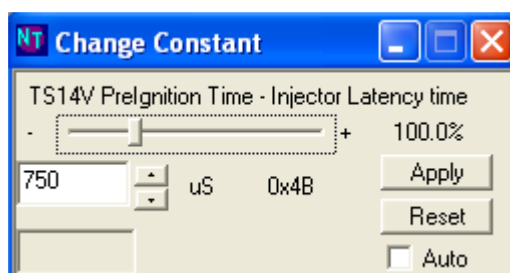 NT Change Constant
TS14V PreIgnition Time - Injector Latency time
- + 100.0%
750 uS 0x4B Apply
Reset
Auto